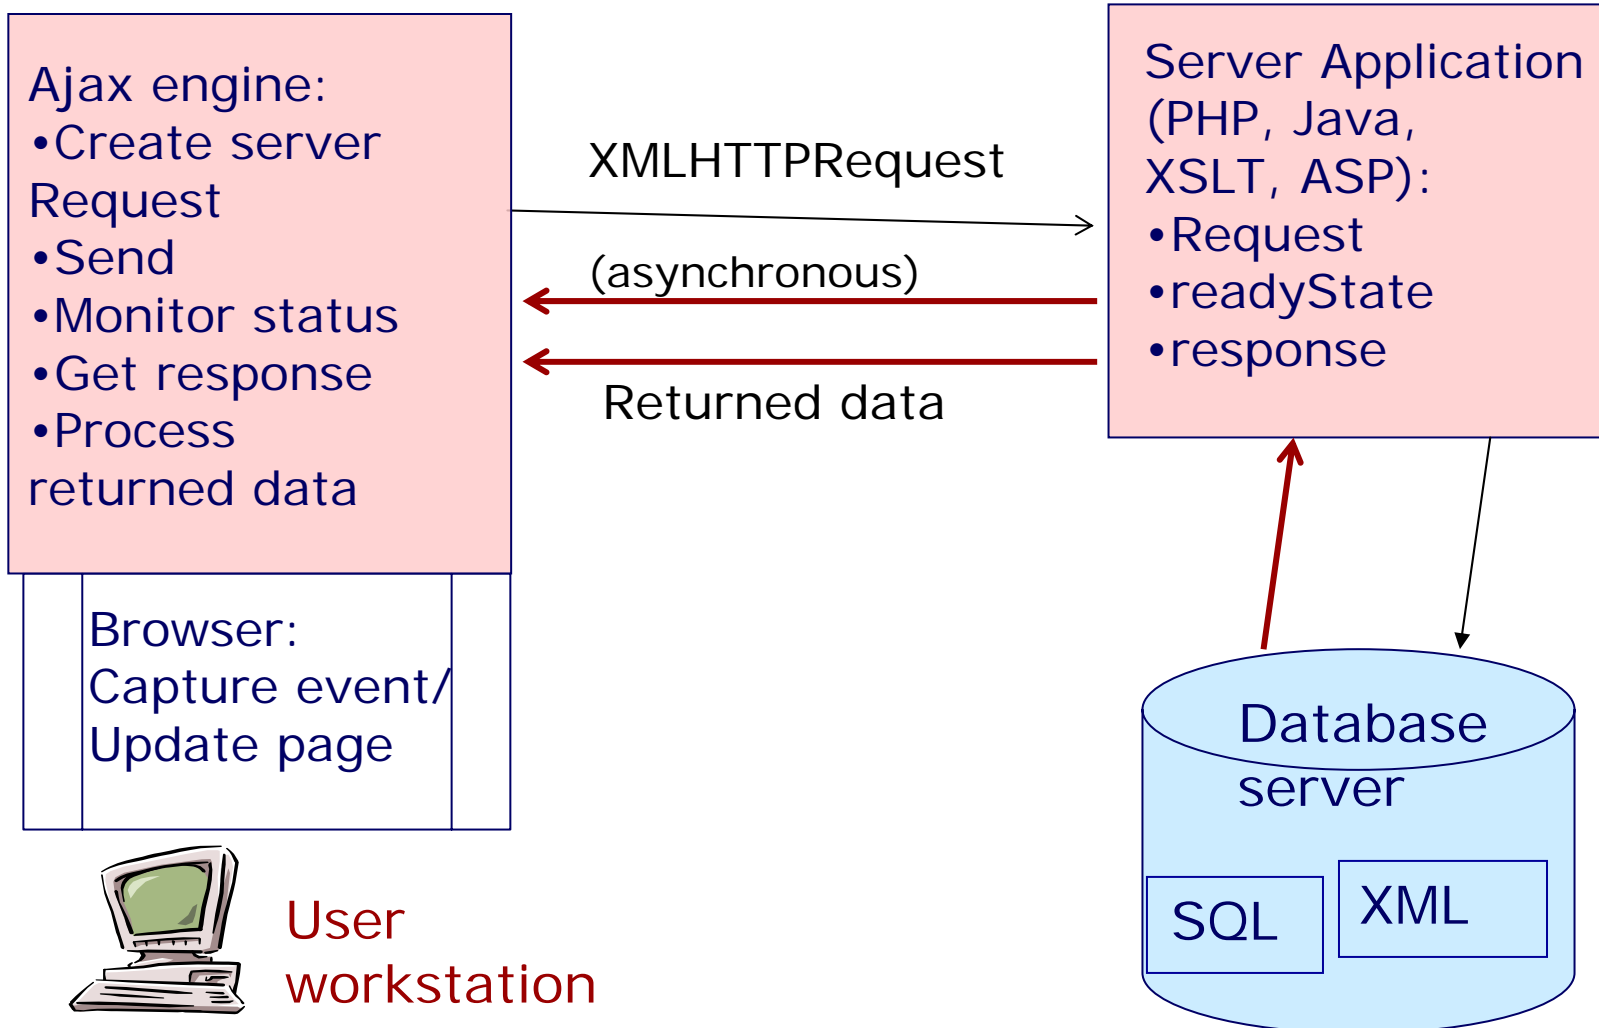 Ajax engine:
•Create server
Request
•Send
•Monitor status
•Get response
•Process
returned data
XMLHTTPRequest
(asynchronous)
Returned data
Server Application
(PHP, Java,
XSLT, ASP):
•Request
•readyState
•response
Browser:
Capture event/
Update page
User
workstation
Database
server
SQL
XML